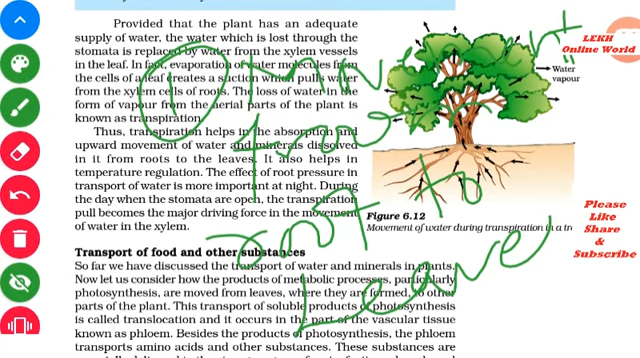 Provided that the plant has an adequate
supply of water, the water which is lost through the
stomata is replaced by water from the xylem vessels
in the leaf. In fact, evaporation of water molecules from
the cells of a leaf creates a suction which pulls water
from the xylem cells of roots. The loss of water in the
form of vapour from the aerial parts of the plant is
known as transpiration.
Thus, transpiration helps in the absorption and
upward movement of water and minerals dissolved
in it from roots to the leaves. It also helps in
temperature regulation. The effect of root pressure in
transport of water is more important at night. During
the day when the stomata are open, the transpiration
pull becomes the major driving force in the movement
of water in the xylem.
Transport of food and other substances
So far we have discussed the transport of water and minerals in plants.
Now let us consider how the products of metabolic processes, particularly
photosynthesis, are moved from leaves, where they are formed, to other
parts of the plant. This transport of soluble products of photosynthesis
is called translocation and it occurs in the part of the vascular tissue
known as phloem. Besides the products of photosynthesis, the phloem
transports amino acids and other substances. These substances are
Water
vapour
Figure 6.12
Movement of water during transpiration in a tr
LEKH
Online World
Please
Like
Share
&
Subscribe
1
from
root to
Leave